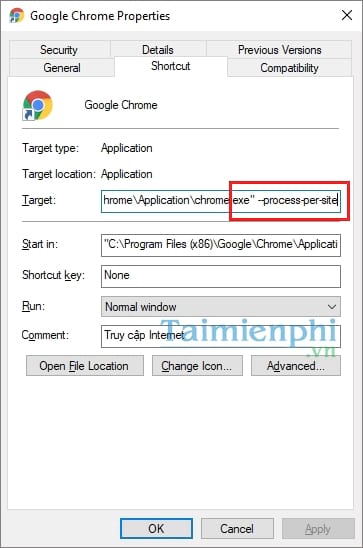 Google Chrome Properties
Security Details Previous Versions
General Shortcut Compatibility
Google Chrome
Target type: Application
Target location: Application
Target: hrome\Application\chrome.exe" --process-per-site
Start in: "C:\Program Files (x86)\Google\Chrome\Applicati
Shortcut key: None
Run: Normal window
Comment: Truy cập Internet
Taimienphi
.vn
Open File Location Change Icon... Advanced...
OK Cancel Apply